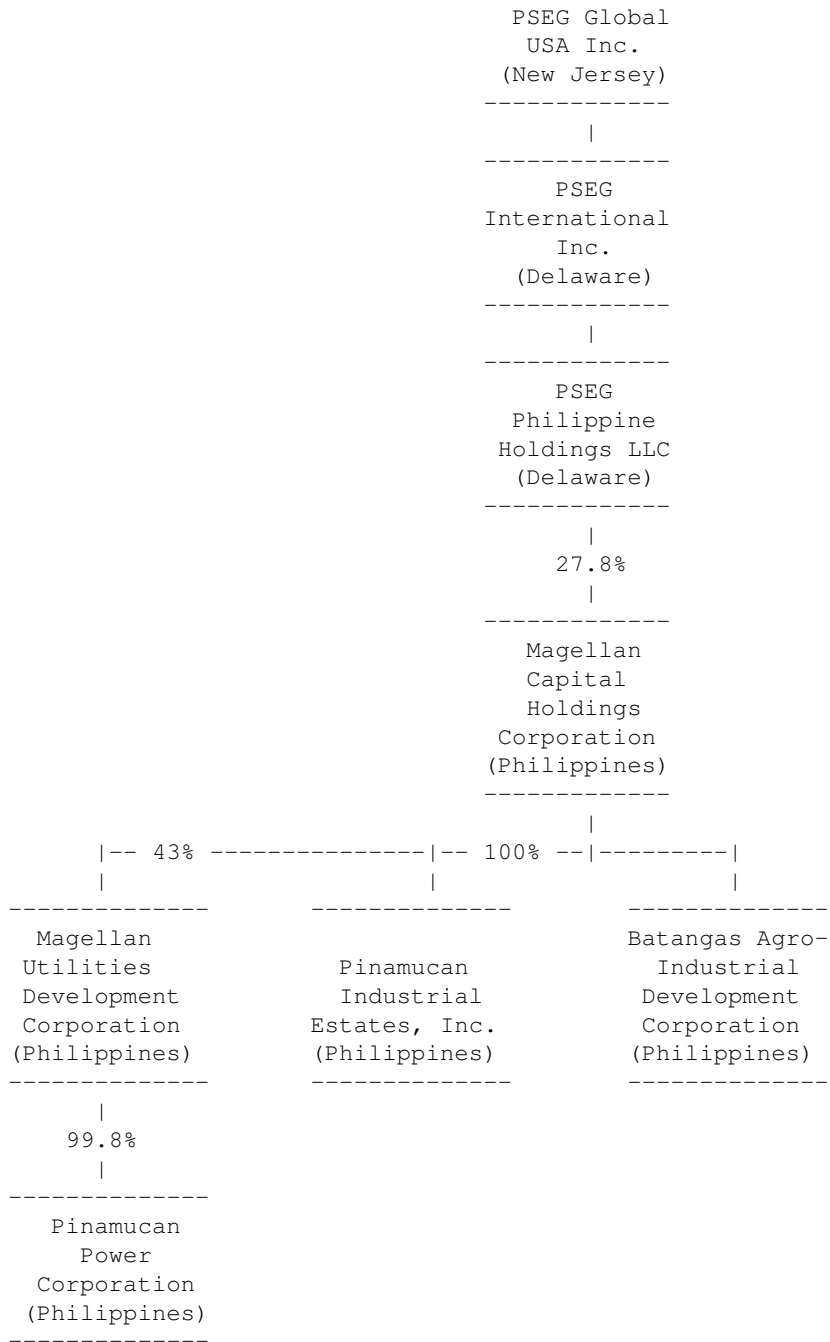 PSEG Global
USA Inc.
(New Jersey)
PSEG
International
Inc.
(Delaware)
PSEG
Philippine
Holdings LLC
(Delaware)
27.8%
Magellan
Capital
Holdings
Corporation
(Philippines)
43%
100%
Magellan
Utilities
Development
Corporation
(Philippines)
Pinamucan
Industrial
Estates, Inc.
(Philippines)
Batangas Agro-
Industrial
Development
Corporation
(Philippines)
99.8%
Pinamucan
Power
Corporation
(Philippines)